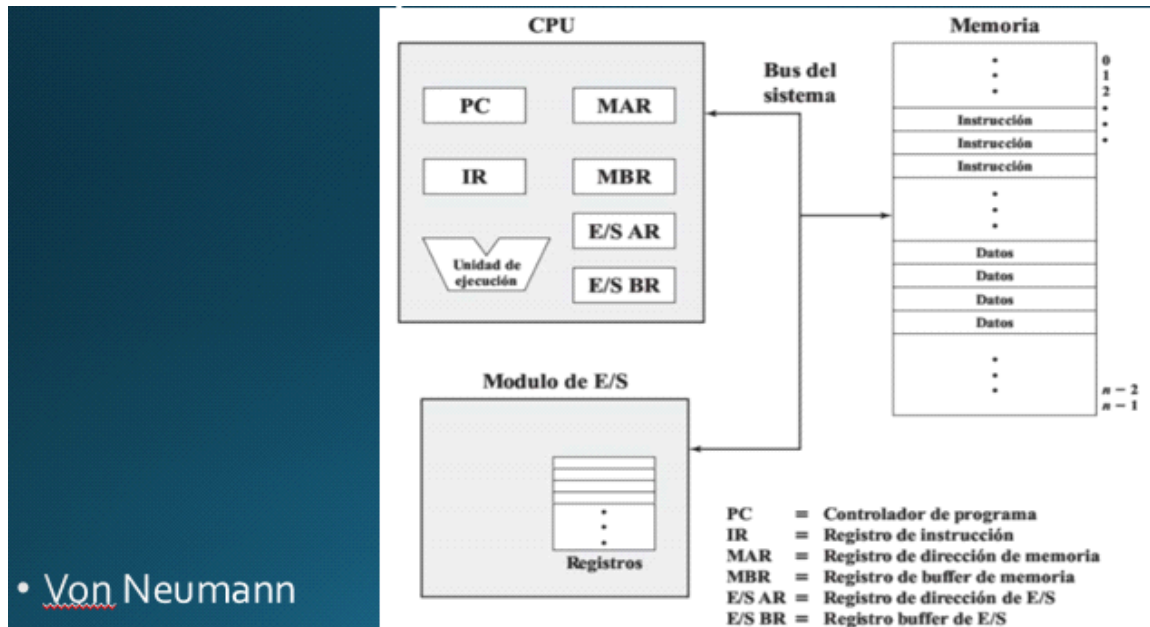 CPU
PC
MAR
IR
MBR
E/S AR
Unidad de
ejecución
E/S BR
Bus del
sistema
Memoria
0
1
2
Instrucción
Instrucción
Instrucción
Datos
Datos
Datos
Datos
n − 2
n − 1
Modulo de E/S
Registros
PC = Controlador de programa
IR = Registro de instrucción
MAR = Registro de dirección de memoria
MBR = Registro de buffer de memoria
E/S AR = Registro de dirección de E/S
E/S BR = Registro buffer de E/S
• Von Neumann